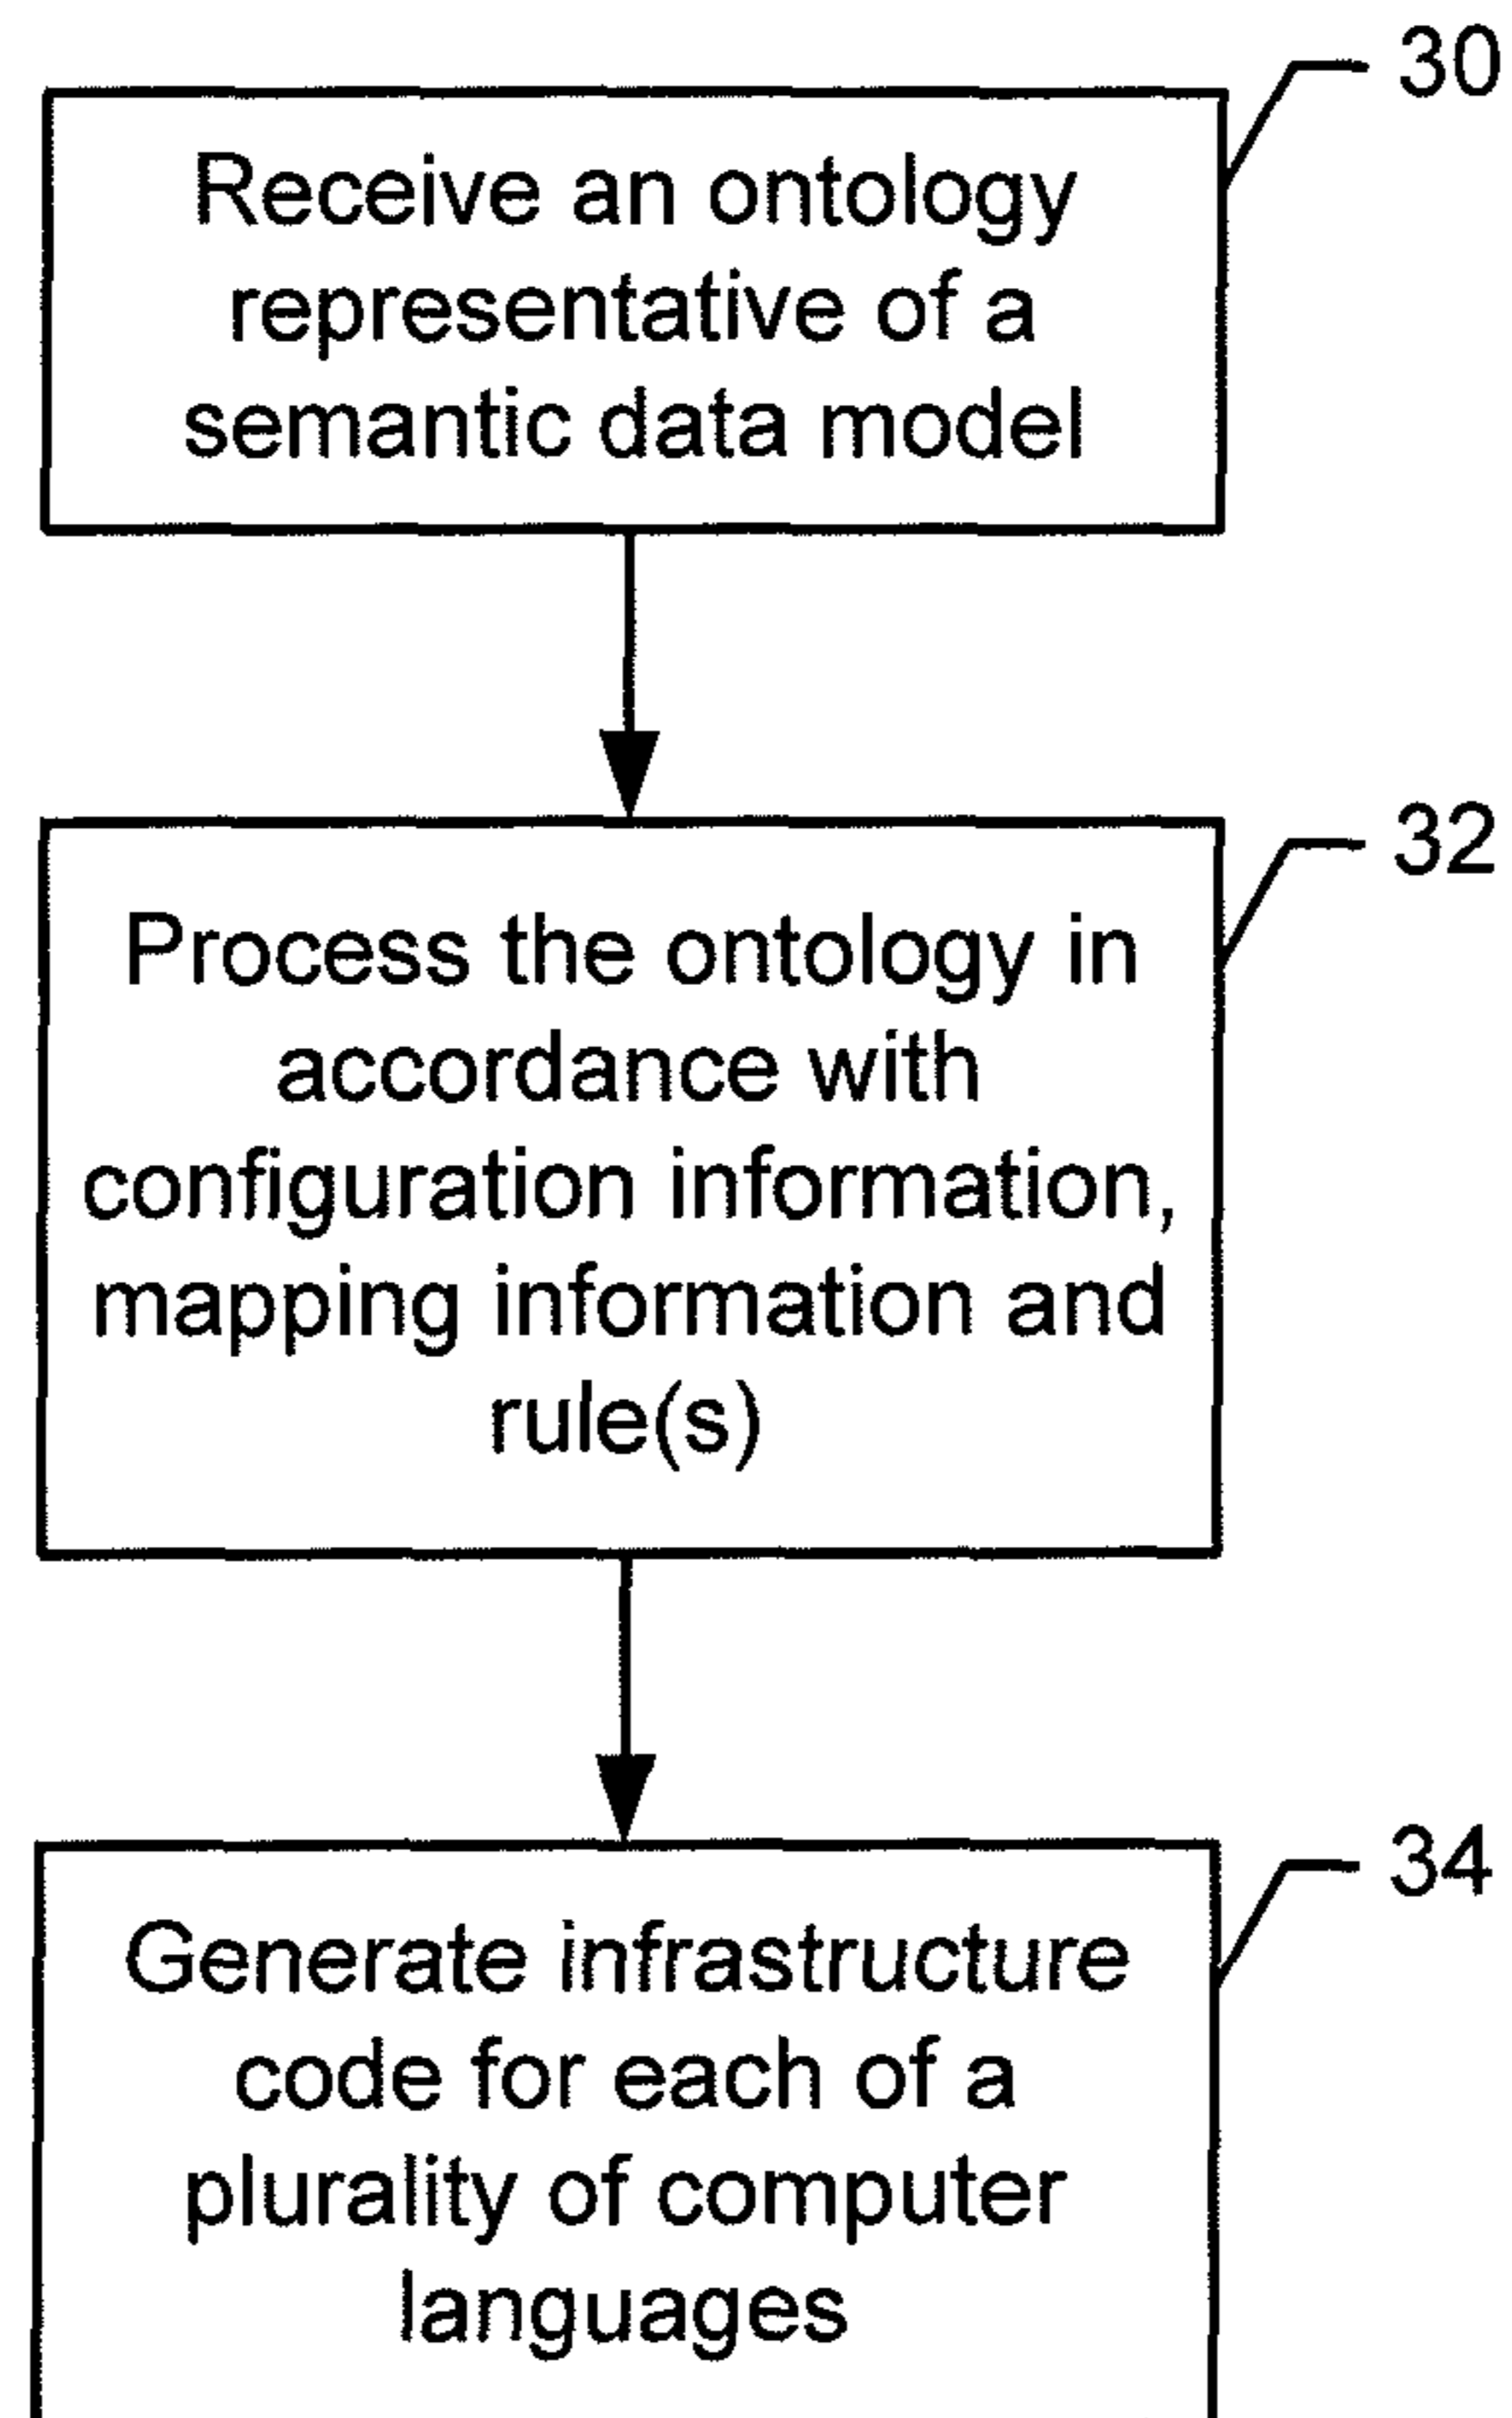 30
Receive an ontology
representative of a
semantic data model
32
Process the ontology in
accordance with
configuration information,
mapping information and
rule(s)
34
Generate infrastructure
code for each of a
plurality of computer
languages